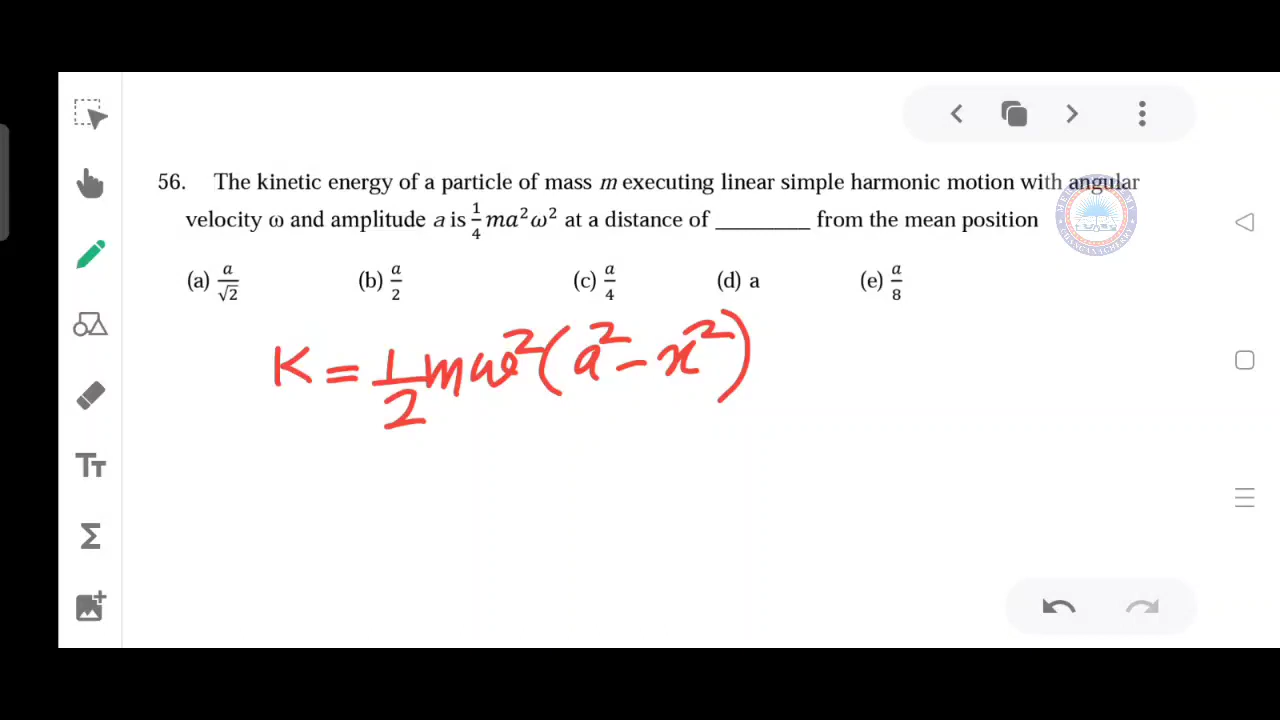 56. The kinetic energy of a particle of mass m executing linear simple harmonic motion with angular
velocity ω and amplitude a is 1/4 ma²ω² at a distance of ________ from the mean position
(a) a/√2 (b) a/2 (c) a/4 (d) a (e) a/8
K = 1/2 mω²(a² − x²)
Tт
Σ